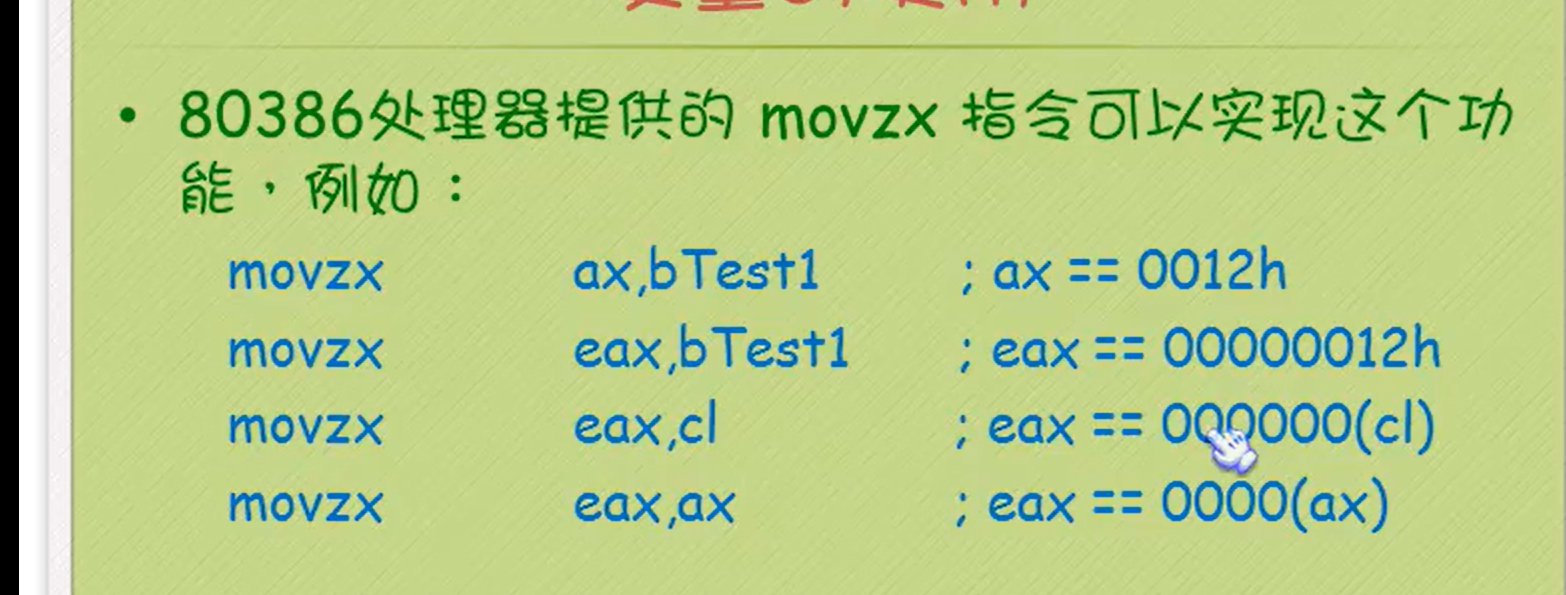 • 80386处理器提供的 movzx 指令可以实现这个功
能，例如：
movzx ax,bTest1 ; ax == 0012h
movzx eax,bTest1 ; eax == 00000012h
movzx eax,cl ; eax == 000000(cl)
movzx eax,ax ; eax == 0000(ax)